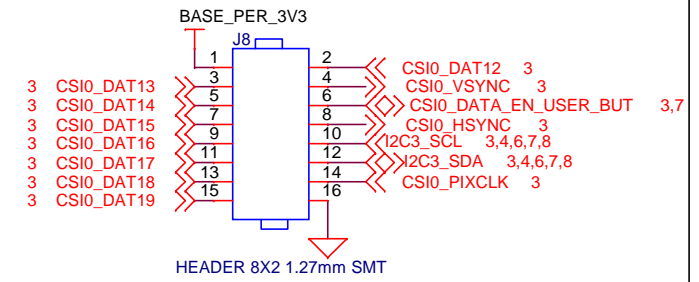 BASE_PER_3V3
J8
1 2 CSI0_DAT12 3
3 CSI0_DAT13 3 4 CSI0_VSYNC 3
3 CSI0_DAT14 5 6 CSI0_DATA_EN_USER_BUT 3,7
3 CSI0_DAT15 7 8 CSI0_HSYNC 3
3 CSI0_DAT16 9 10 I2C3_SCL 3,4,6,7,8
3 CSI0_DAT17 11 12 I2C3_SDA 3,4,6,7,8
3 CSI0_DAT18 13 14 CSI0_PIXCLK 3
3 CSI0_DAT19 15 16
HEADER 8X2 1.27mm SMT